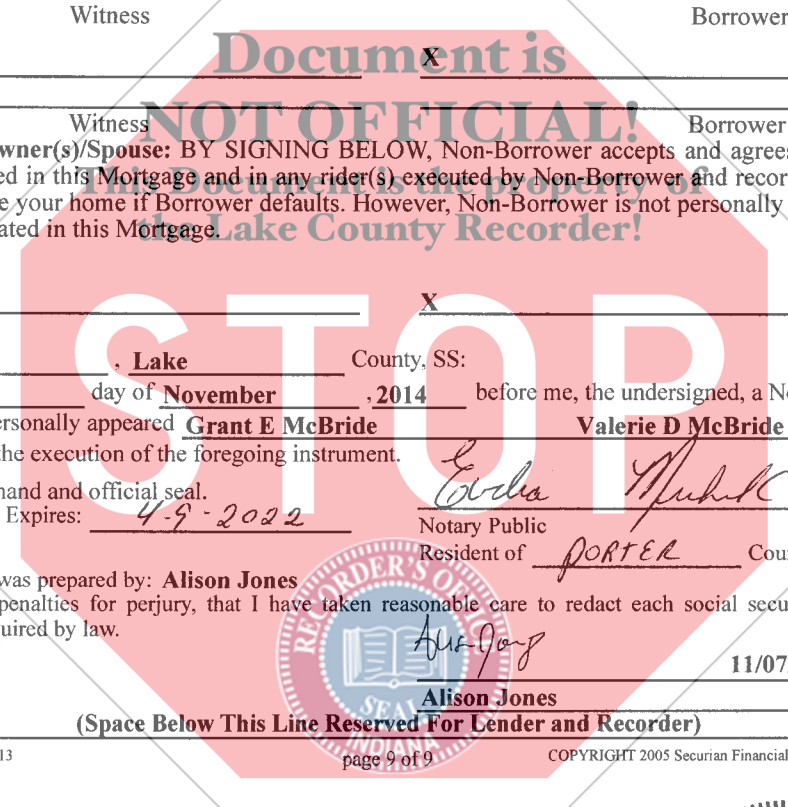 Witness Borrower
Document is
X
NOT OFFICIAL!
Witness Borrower
wner(s)/Spouse: BY SIGNING BELOW, Non-Borrower accepts and agrees
ed in this Mortgage and in any rider(s) executed by Non-Borrower and recor
This Document is the property of
e your home if Borrower defaults. However, Non-Borrower is not personally
ated in this Mortgage.
the Lake County Recorder!
X
STOP
, Lake County, SS:
day of November , 2014 before me, the undersigned, a No
ersonally appeared Grant E McBride Valerie D McBride
the execution of the foregoing instrument.
hand and official seal.
Expires: 4-9-2022
Notary Public
Resident of PORTER Cou
was prepared by: Alison Jones
penalties for perjury, that I have taken reasonable care to redact each social secu
uired by law.
11/07/
Alison Jones
RECORDER'S OFFICE
SEAL
INDIANA
(Space Below This Line Reserved For Lender and Recorder)
13 page 9 of 9 COPYRIGHT 2005 Securian Financial